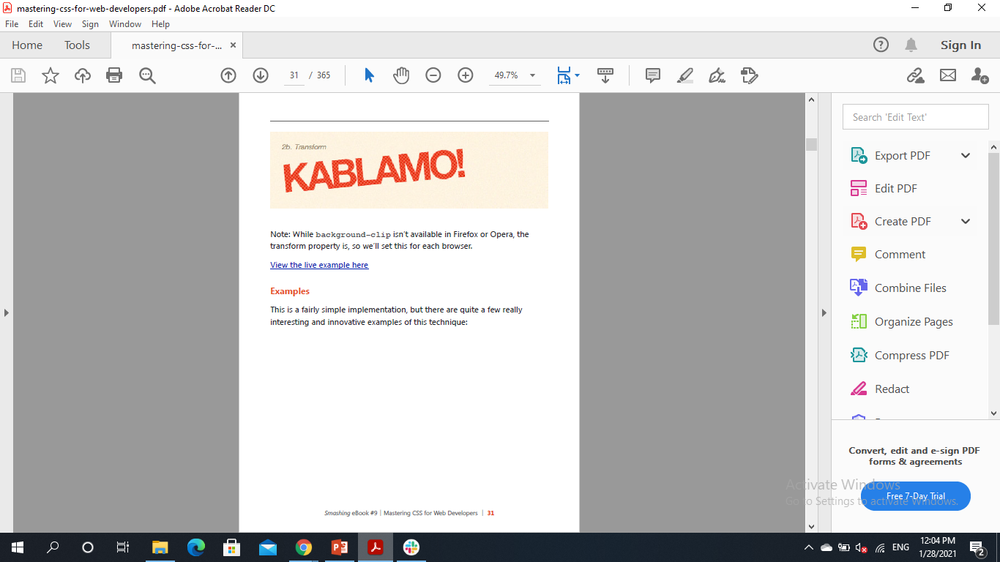 mastering-css-for-web-developers.pdf - Adobe Acrobat Reader DC
File Edit View Sign Window Help
Home Tools mastering-css-for-... × Sign In
31 / 365 49.7%
2b. Transform
KABLAMO!
Note: While background-clip isn't available in Firefox or Opera, the
transform property is, so we'll set this for each browser.
View the live example here
Examples
This is a fairly simple implementation, but there are quite a few really
interesting and innovative examples of this technique:
Smashing eBook #9 | Mastering CSS for Web Developers | 31
Search 'Edit Text'
Export PDF
Edit PDF
Create PDF
Comment
Combine Files
Organize Pages
Compress PDF
Redact
Convert, edit and e-sign PDF
forms & agreements
Free 7-Day Trial
Activate Windows
Go to Settings to activate Windows.
ENG
12:04 PM
1/28/2021
2